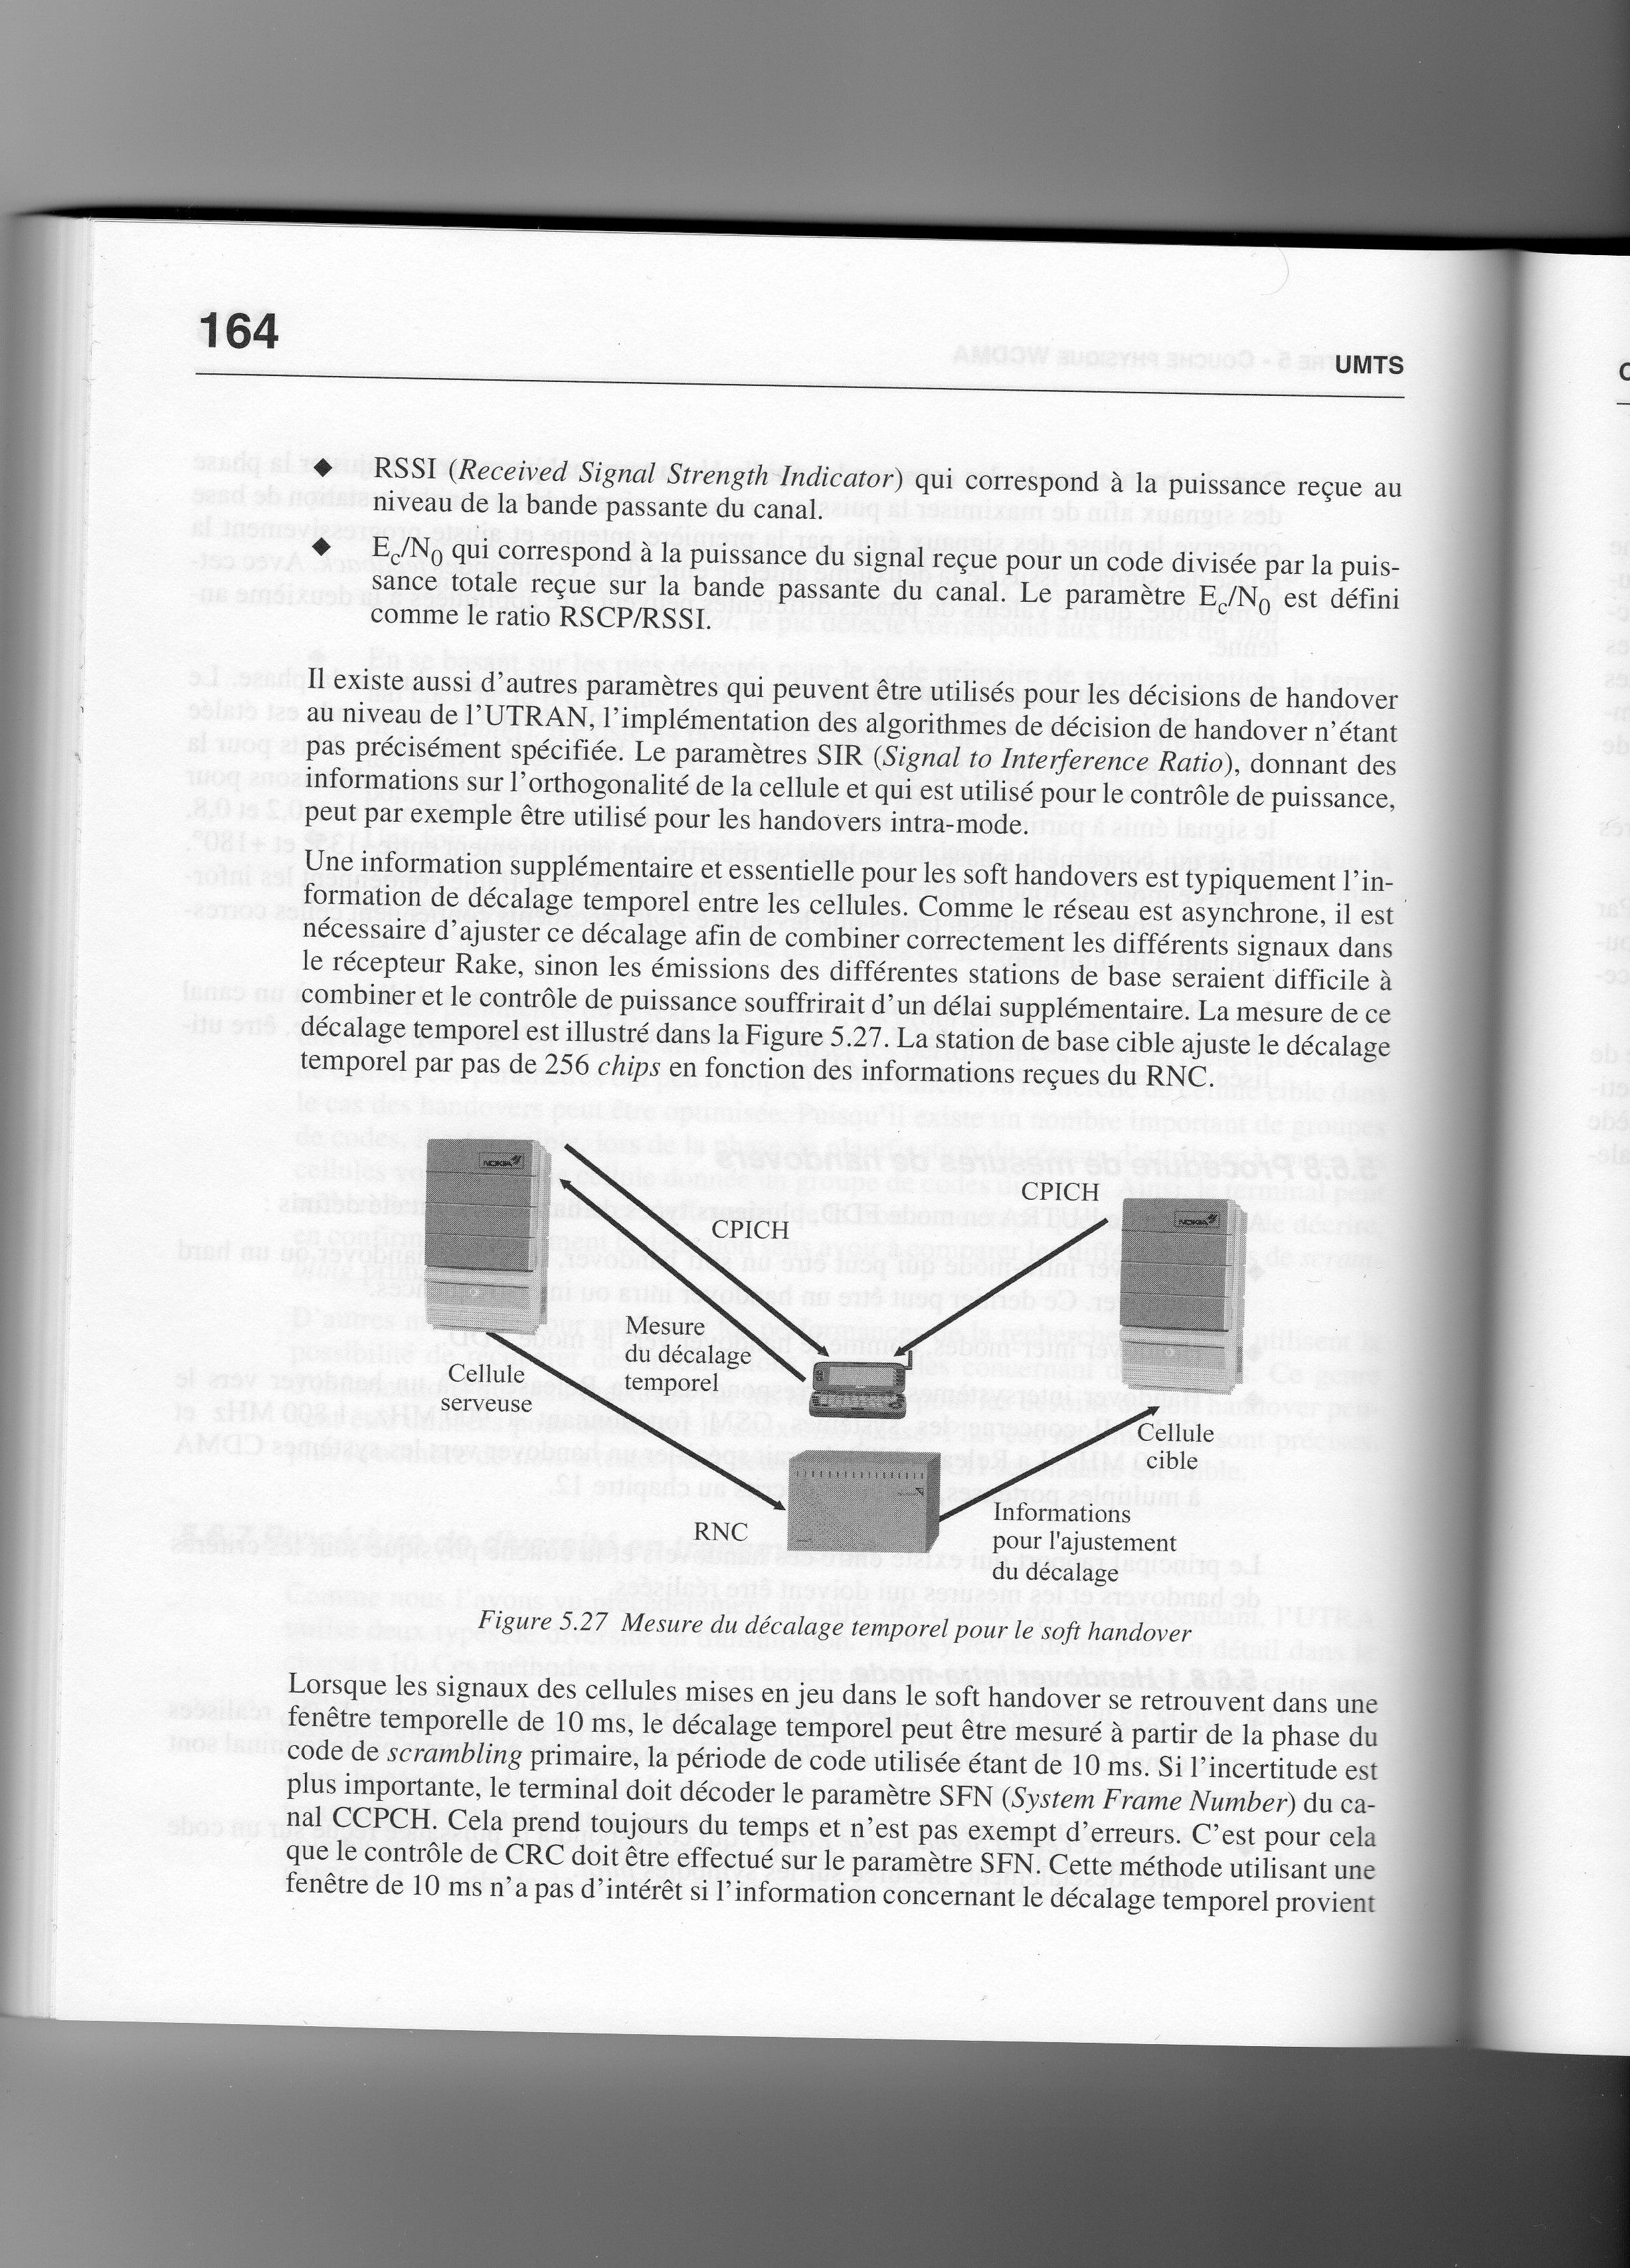 164
UMTS
◆ RSSI (Received Signal Strength Indicator) qui correspond à la puissance reçue au
niveau de la bande passante du canal.
◆ Ec/N0 qui correspond à la puissance du signal reçue pour un code divisée par la puis-
sance totale reçue sur la bande passante du canal. Le paramètre Ec/N0 est défini
comme le ratio RSCP/RSSI.
Il existe aussi d'autres paramètres qui peuvent être utilisés pour les décisions de handover
au niveau de l'UTRAN, l'implémentation des algorithmes de décision de handover n'étant
pas précisément spécifiée. Le paramètres SIR (Signal to Interference Ratio), donnant des
informations sur l'orthogonalité de la cellule et qui est utilisé pour le contrôle de puissance,
peut par exemple être utilisé pour les handovers intra-mode.
Une information supplémentaire et essentielle pour les soft handovers est typiquement l'in-
formation de décalage temporel entre les cellules. Comme le réseau est asynchrone, il est
nécessaire d'ajuster ce décalage afin de combiner correctement les différents signaux dans
le récepteur Rake, sinon les émissions des différentes stations de base seraient difficile à
combiner et le contrôle de puissance souffrirait d'un délai supplémentaire. La mesure de ce
décalage temporel est illustré dans la Figure 5.27. La station de base cible ajuste le décalage
temporel par pas de 256 chips en fonction des informations reçues du RNC.
NOKIA
CPICH
CPICH
NOKIA
Mesure
du décalage
temporel
Cellule
serveuse
Cellule
cible
RNC
Informations
pour l'ajustement
du décalage
Figure 5.27 Mesure du décalage temporel pour le soft handover
Lorsque les signaux des cellules mises en jeu dans le soft handover se retrouvent dans une
fenêtre temporelle de 10 ms, le décalage temporel peut être mesuré à partir de la phase du
code de scrambling primaire, la période de code utilisée étant de 10 ms. Si l'incertitude est
plus importante, le terminal doit décoder le paramètre SFN (System Frame Number) du ca-
nal CCPCH. Cela prend toujours du temps et n'est pas exempt d'erreurs. C'est pour cela
que le contrôle de CRC doit être effectué sur le paramètre SFN. Cette méthode utilisant une
fenêtre de 10 ms n'a pas d'intérêt si l'information concernant le décalage temporel provient